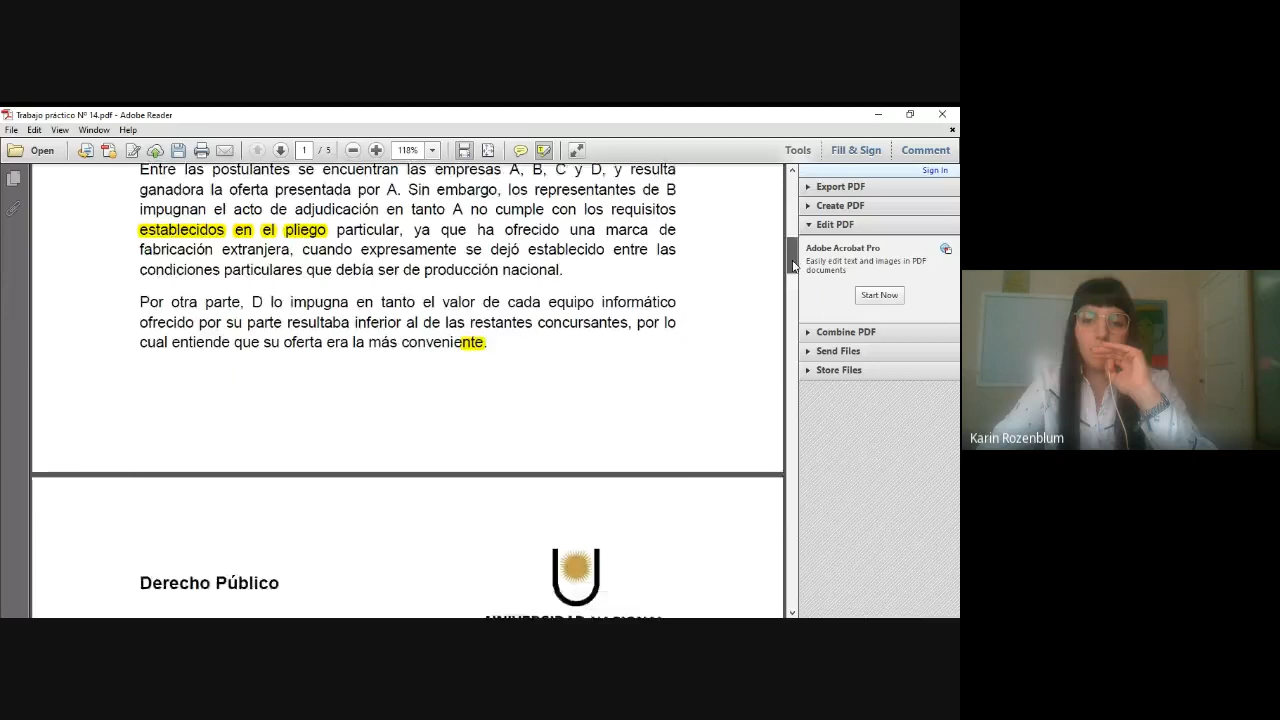 Trabajo práctico Nº 14.pdf - Adobe Reader
File Edit View Window Help
Open 1 / 5 118% Tools Fill & Sign Comment
Sign In
Export PDF
Create PDF
Edit PDF
Adobe Acrobat Pro
Easily edit text and images in PDF
documents
Start Now
Combine PDF
Send Files
Store Files
Entre las postulantes se encuentran las empresas A, B, C y D, y resulta
ganadora la oferta presentada por A. Sin embargo, los representantes de B
impugnan el acto de adjudicación en tanto A no cumple con los requisitos
establecidos en el pliego particular, ya que ha ofrecido una marca de
fabricación extranjera, cuando expresamente se dejó establecido entre las
condiciones particulares que debía ser de producción nacional.
Por otra parte, D lo impugna en tanto el valor de cada equipo informático
ofrecido por su parte resultaba inferior al de las restantes concursantes, por lo
cual entiende que su oferta era la más conveniente.
Derecho Público
UNIVERSIDAD NACIONAL
Karin Rozenblum